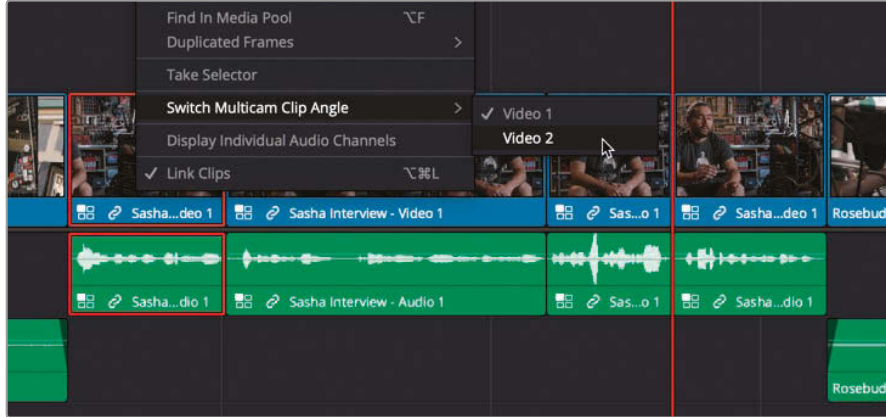 Find In Media Pool ⌥F
Duplicated Frames >
Take Selector
Switch Multicam Clip Angle >
✓ Video 1
Video 2
Display Individual Audio Channels
✓ Link Clips ⌥⌘L
Sasha...deo 1
Sasha Interview - Video 1
Sas...o 1
Sasha...deo 1
Rosebud
Sasha...dio 1
Sasha Interview - Audio 1
Sas...o 1
Sasha...dio 1
Rosebud